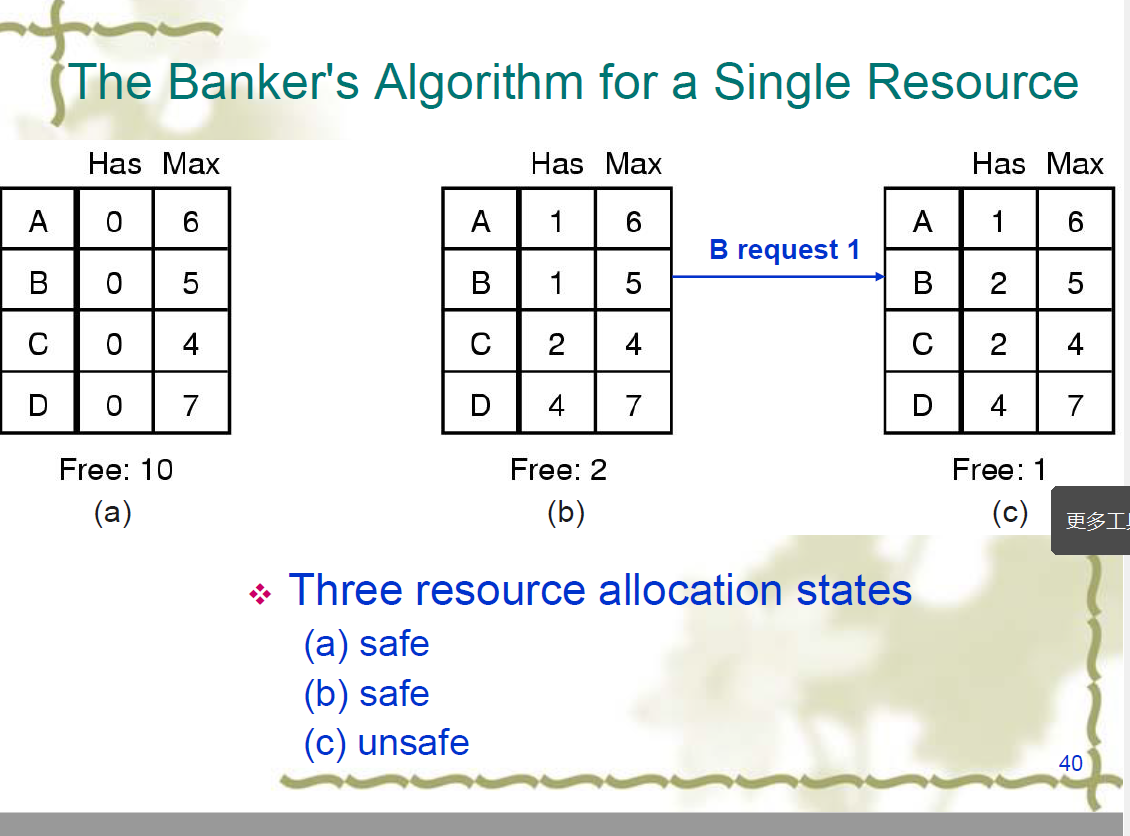 The Banker's Algorithm for a Single Resource
Has Max
A 0 6
B 0 5
C 0 4
D 0 7
Free: 10
(a)
Has Max
A 1 6
B 1 5
C 2 4
D 4 7
Free: 2
(b)
B request 1
Has Max
A 1 6
B 2 5
C 2 4
D 4 7
Free: 1
(c)
更多工
Three resource allocation states
(a) safe
(b) safe
(c) unsafe
40